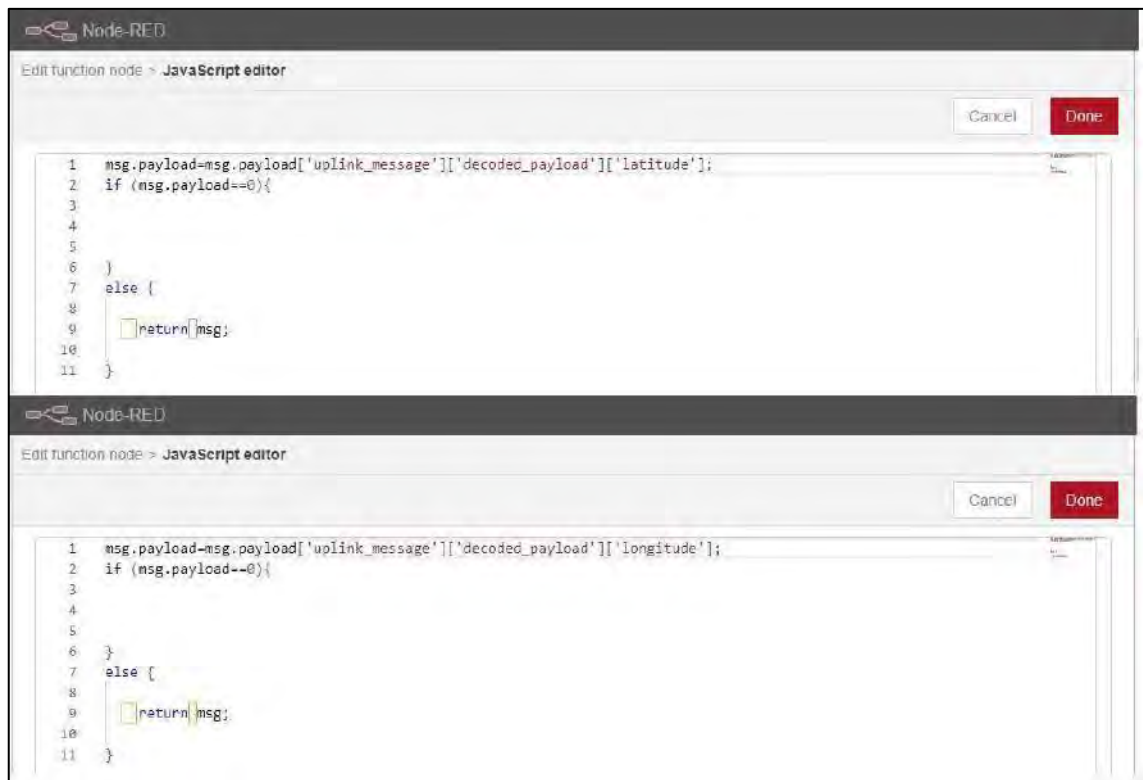 Node-RED
Edit function node > JavaScript editor
Cancel Done
1 msg.payload=msg.payload['uplink_message']['decoded_payload']['latitude'];
2 if (msg.payload==0){
3
4
5
6 }
7 else {
8
9 return msg;
10
11 }
Node-RED
Edit function node > JavaScript editor
Cancel Done
1 msg.payload=msg.payload['uplink_message']['decoded_payload']['longitude'];
2 if (msg.payload==0){
3
4
5
6 }
7 else {
8
9 return msg;
10
11 }